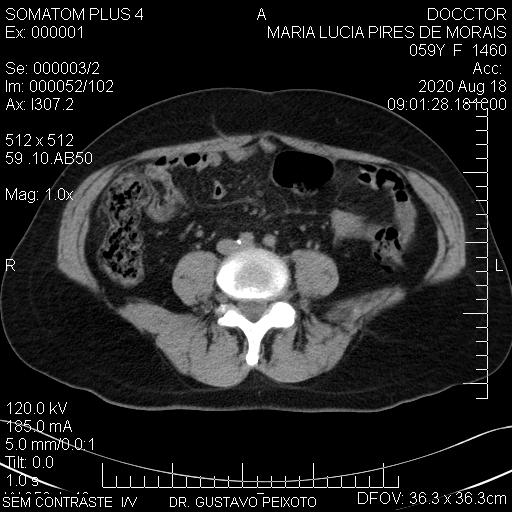 SOMATOM PLUS 4
Ex: 000001
Se: 000003/2
Im: 000052/102
Ax: I307.2
512 x 512
59 .10.AB50
Mag: 1.0x
A
DOCCTOR
MARIA LUCIA PIRES DE MORAIS
059Y F 1460
Acc:
2020 Aug 18
09:01:28.181000
R
L
120.0 kV
185.0 mA
5.0 mm/0.0:1
Tilt: 0.0
1.0 s
DFOV: 36.3 x 36.3cm
SEM CONTRASTE I/V DR. GUSTAVO PEIXOTO